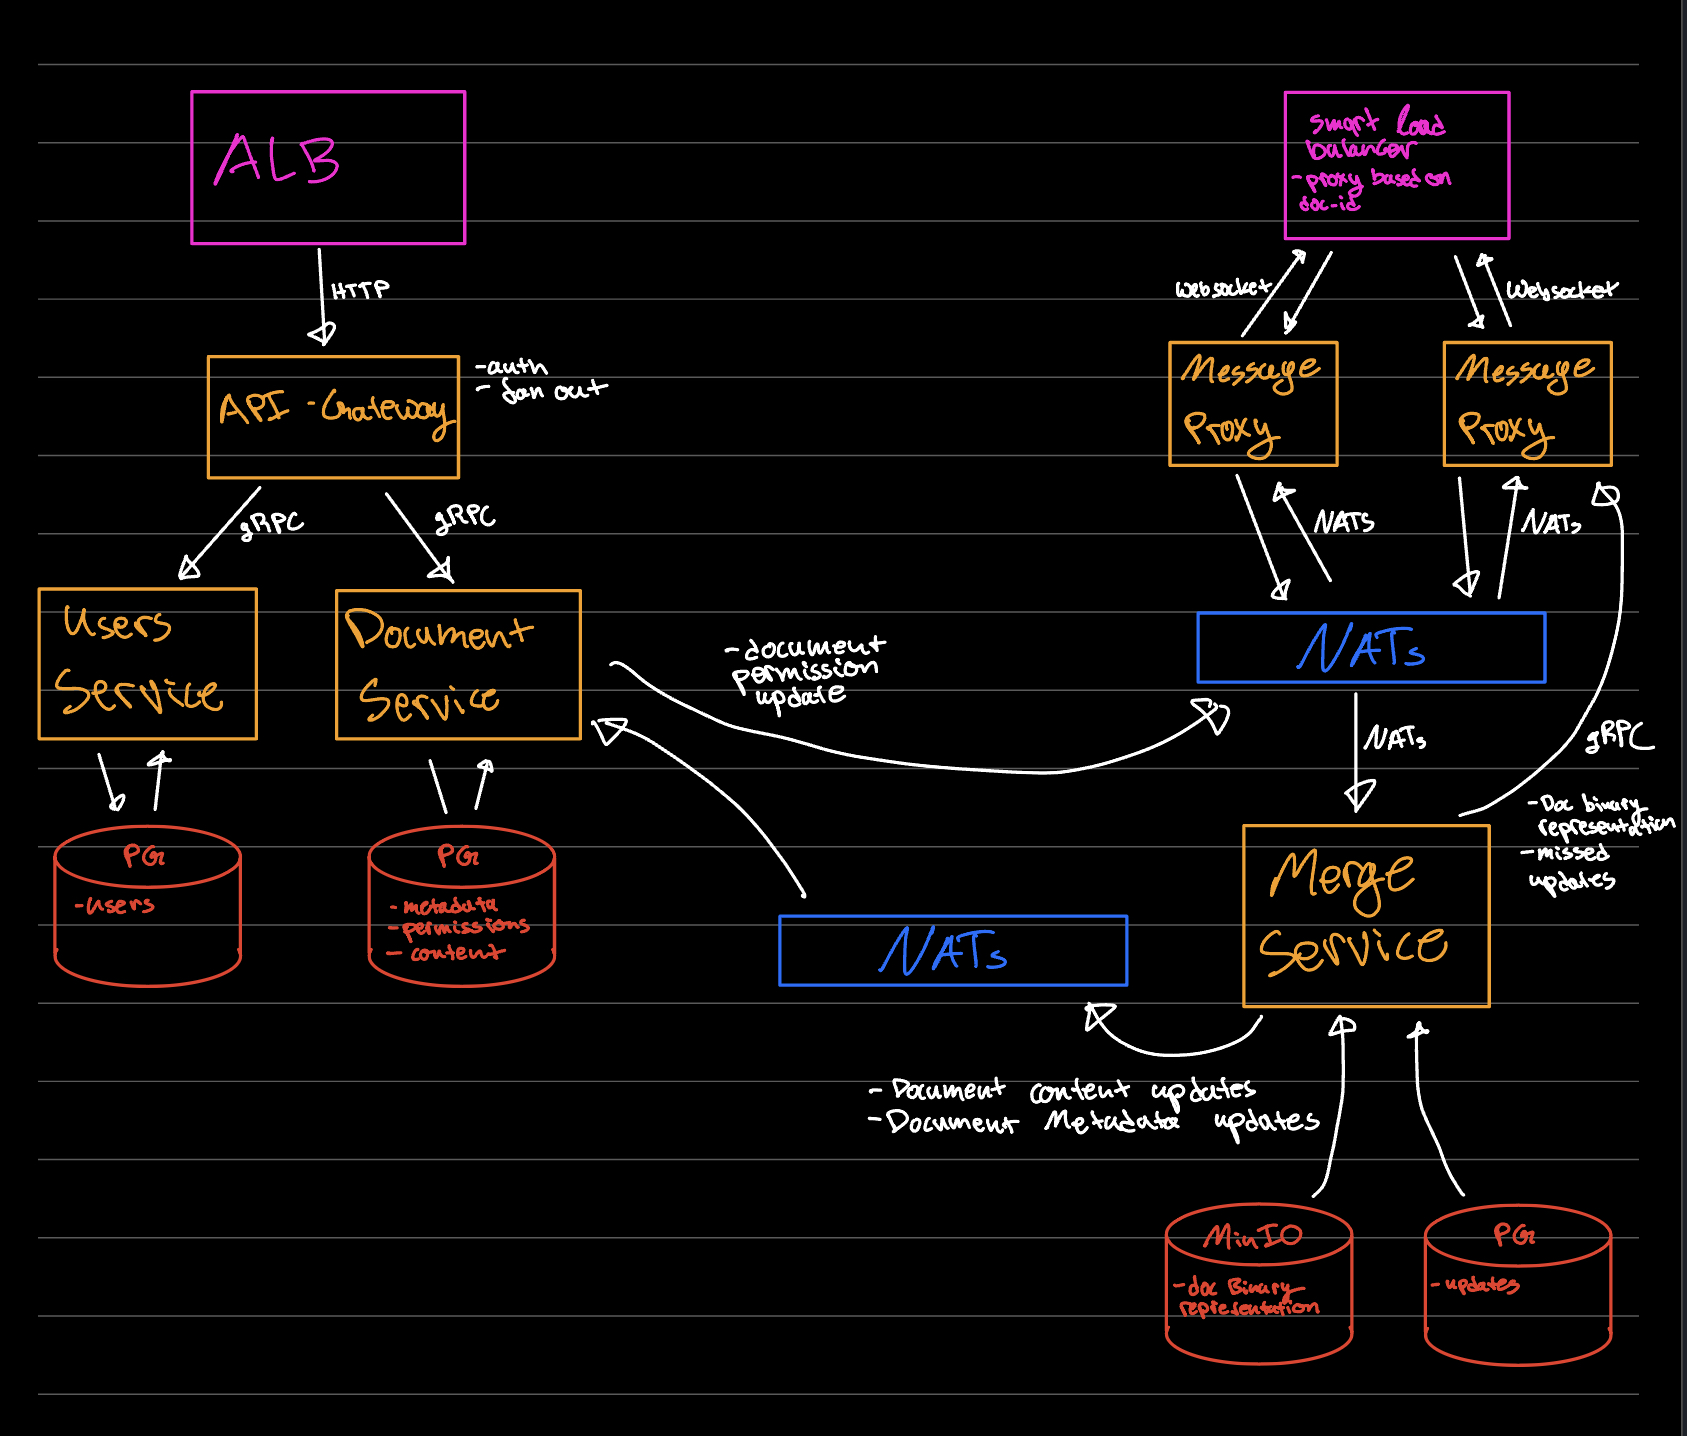 ALB
HTTP
API-Gateway
-auth
- fan out
gRPC
gRPC
Users
Service
Document
Service
PG
-users
PG
- metadata
- permissions
- content
- document
permission
update
smart load
balancer
- proxy based on
doc-id
Websocket
Websocket
Message
Proxy
Message
Proxy
NATS
NATs
NATs
NATs
gRPC
- Doc binary
representation
- missed
updates
Merge
Service
NATs
- Document content updates
- Document Metadata updates
MinIO
- doc Binary
representation
PG
- updates